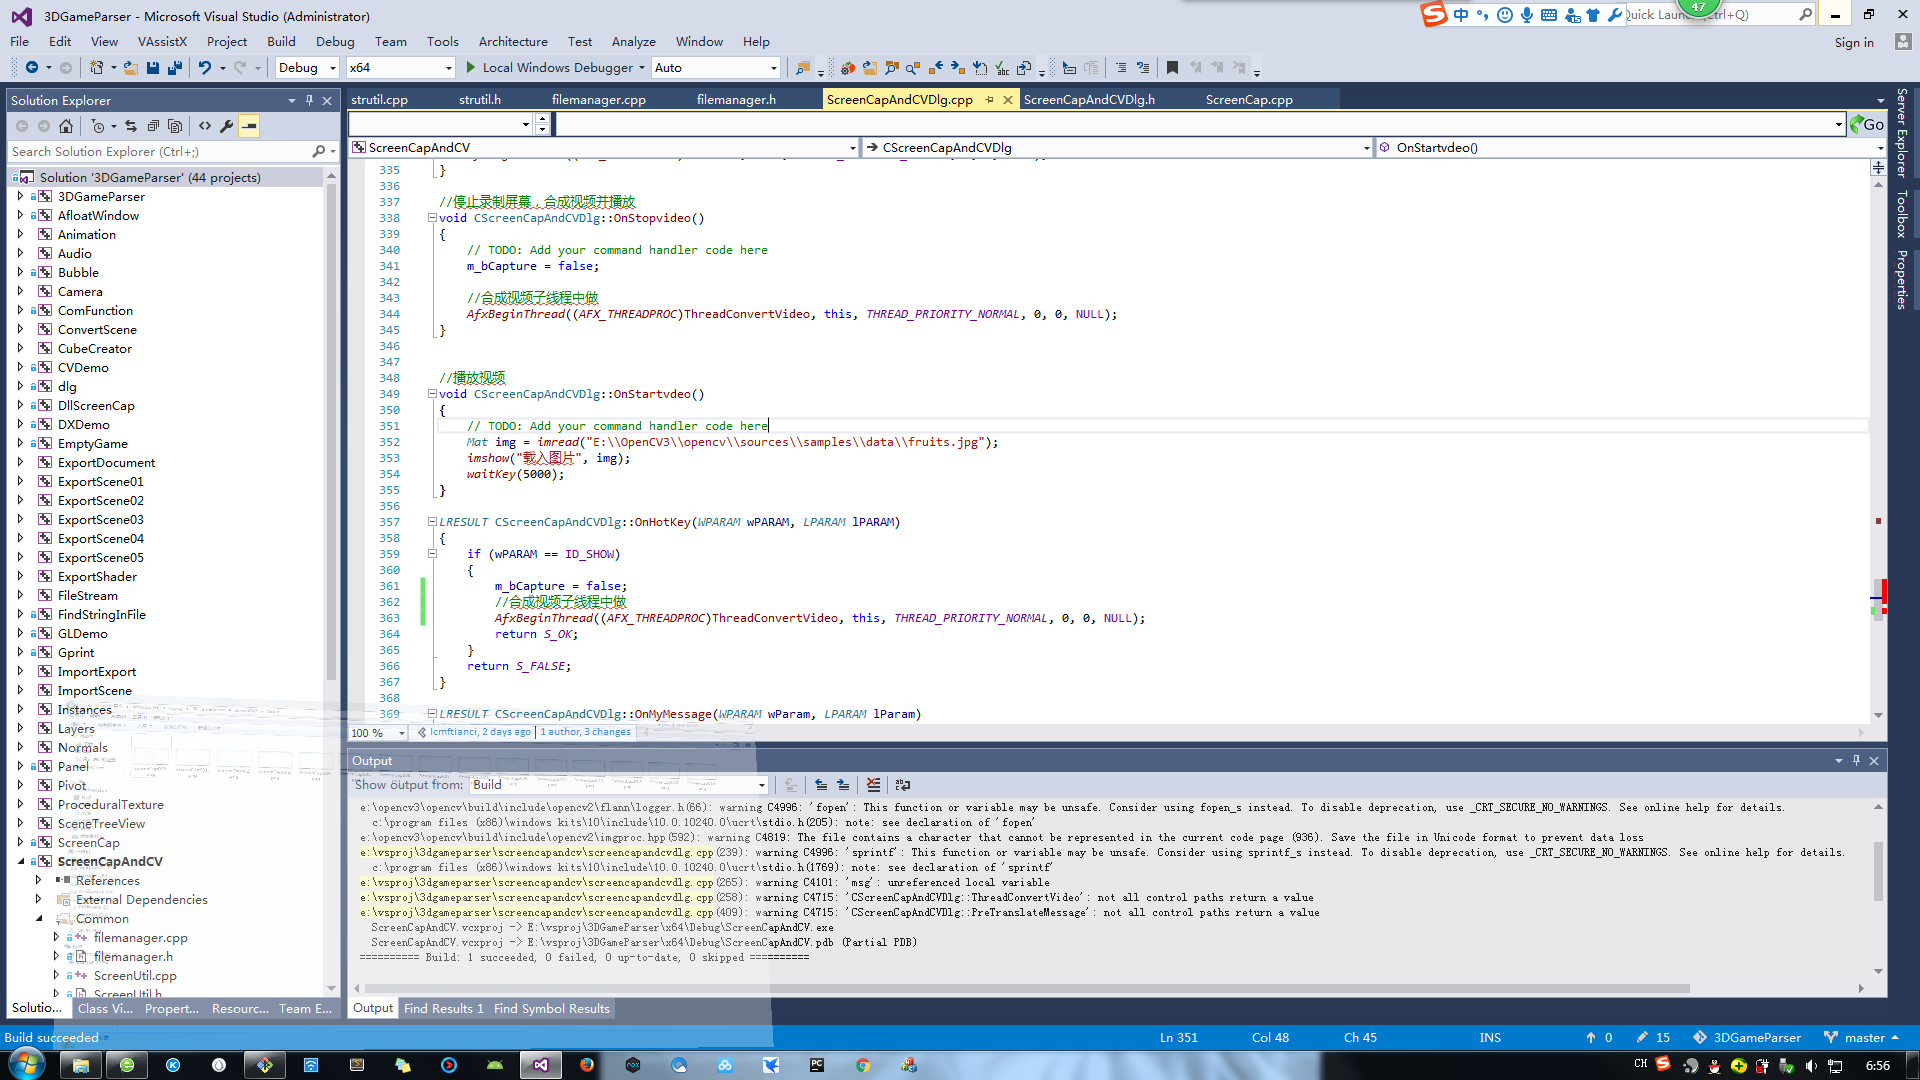 3DGameParser - Microsoft Visual Studio (Administrator)
中
47
Quick Launch (Ctrl+Q)
File Edit View VAssistX Project Build Debug Team Tools Architecture Test Analyze Window Help
Sign in
Debug x64 Local Windows Debugger Auto
Solution Explorer
Search Solution Explorer (Ctrl+;)
Solution '3DGameParser' (44 projects)
3DGameParser
AfloatWindow
Animation
Audio
Bubble
Camera
ComFunction
ConvertScene
CubeCreator
CVDemo
dlg
DllScreenCap
DXDemo
EmptyGame
ExportDocument
ExportScene01
ExportScene02
ExportScene03
ExportScene04
ExportScene05
ExportShader
FileStream
FindStringInFile
GLDemo
Gprint
ImportExport
ImportScene
Instances
Layers
Normals
Panel
Pivot
ProceduralTexture
SceneTreeView
ScreenCap
ScreenCapAndCV
References
External Dependencies
Common
filemanager.cpp
filemanager.h
ScreenUtil.cpp
ScreenUtil.h
Solutio... Class Vi... Propert... Resourc... Team E...
strutil.cpp strutil.h filemanager.cpp filemanager.h ScreenCapAndCVDlg.cpp ScreenCapAndCVDlg.h ScreenCap.cpp
Go
ScreenCapAndCV CScreenCapAndCVDlg OnStartvdeo()
335 }
336
337 //停止录制屏幕，合成视频并播放
338 void CScreenCapAndCVDlg::OnStopvideo()
339 {
340 // TODO: Add your command handler code here
341 m_bCapture = false;
342
343 //合成视频子线程中做
344 AfxBeginThread((AFX_THREADPROC)ThreadConvertVideo, this, THREAD_PRIORITY_NORMAL, 0, 0, NULL);
345 }
346
347
348 //播放视频
349 void CScreenCapAndCVDlg::OnStartvdeo()
350 {
351 // TODO: Add your command handler code here
352 Mat img = imread("E:\\OpenCV3\\opencv\\sources\\samples\\data\\fruits.jpg");
353 imshow("载入图片", img);
354 waitKey(5000);
355 }
356
357 LRESULT CScreenCapAndCVDlg::OnHotKey(WPARAM wPARAM, LPARAM lPARAM)
358 {
359 if (wPARAM == ID_SHOW)
360 {
361 m_bCapture = false;
362 //合成视频子线程中做
363 AfxBeginThread((AFX_THREADPROC)ThreadConvertVideo, this, THREAD_PRIORITY_NORMAL, 0, 0, NULL);
364 return S_OK;
365 }
366 return S_FALSE;
367 }
368
369 LRESULT CScreenCapAndCVDlg::OnMyMessage(WPARAM wParam, LPARAM lParam)
100 % lcmftianci, 2 days ago | 1 author, 3 changes
Server Explorer
Toolbox
Properties
Output
Show output from: Build
e:\opencv3\opencv\build\include\opencv2\flann\logger.h(66): warning C4996: 'fopen': This function or variable may be unsafe. Consider using fopen_s instead. To disable deprecation, use _CRT_SECURE_NO_WARNINGS. See online help for details.
c:\program files (x86)\windows kits\10\include\10.0.10240.0\ucrt\stdio.h(205): note: see declaration of 'fopen'
e:\opencv3\opencv\build\include\opencv2\imgproc.hpp(592): warning C4819: The file contains a character that cannot be represented in the current code page (936). Save the file in Unicode format to prevent data loss
e:\vsproj\3dgameparser\screencapandcv\screencapandcvdlg.cpp(239): warning C4996: 'sprintf': This function or variable may be unsafe. Consider using sprintf_s instead. To disable deprecation, use _CRT_SECURE_NO_WARNINGS. See online help for details.
c:\program files (x86)\windows kits\10\include\10.0.10240.0\ucrt\stdio.h(1769): note: see declaration of 'sprintf'
e:\vsproj\3dgameparser\screencapandcv\screencapandcvdlg.cpp(265): warning C4101: 'msg': unreferenced local variable
e:\vsproj\3dgameparser\screencapandcv\screencapandcvdlg.cpp(258): warning C4715: 'CScreenCapAndCVDlg::ThreadConvertVideo': not all control paths return a value
e:\vsproj\3dgameparser\screencapandcv\screencapandcvdlg.cpp(409): warning C4715: 'CScreenCapAndCVDlg::PreTranslateMessage': not all control paths return a value
ScreenCapAndCV.vcxproj -> E:\vsproj\3DGameParser\x64\Debug\ScreenCapAndCV.exe
ScreenCapAndCV.vcxproj -> E:\vsproj\3DGameParser\x64\Debug\ScreenCapAndCV.pdb (Partial PDB)
========== Build: 1 succeeded, 0 failed, 0 up-to-date, 0 skipped ==========
Output Find Results 1 Find Symbol Results
Build succeeded Ln 351 Col 48 Ch 45 INS 0 15 3DGameParser master
CH 6:56